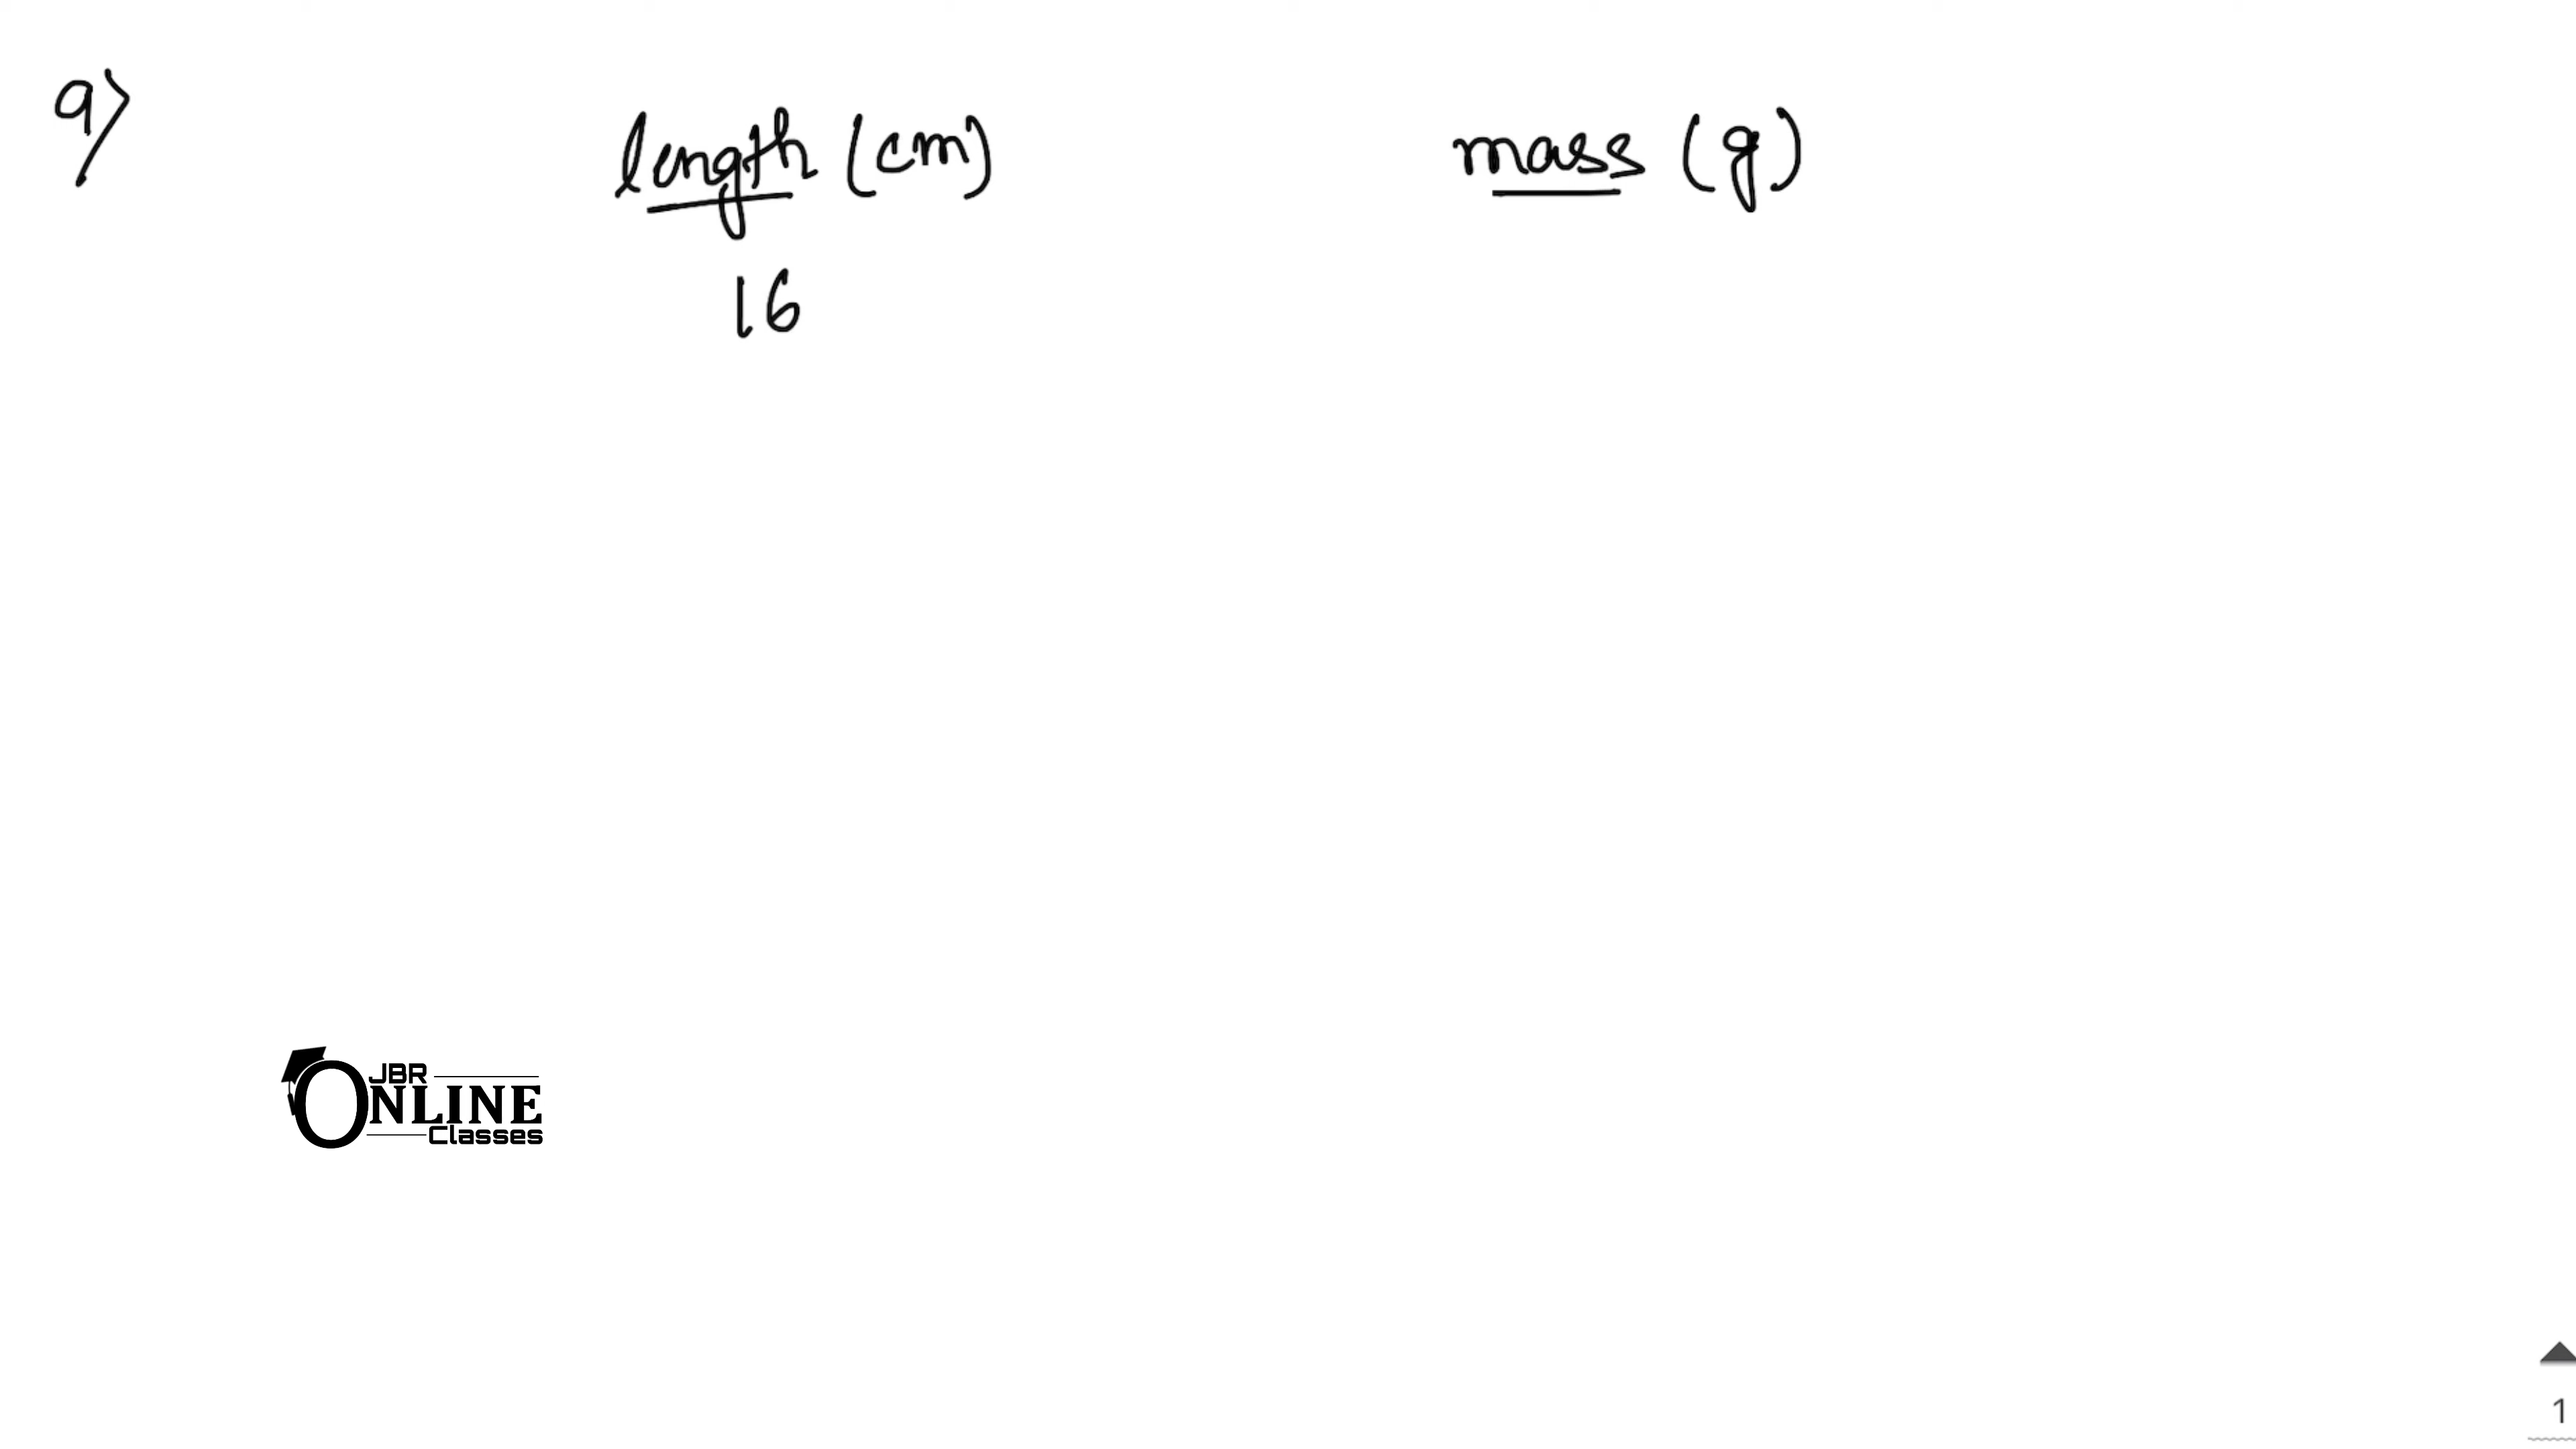 9>
length (cm) mass (g)
16
JBR
ONLINE
Classes
1